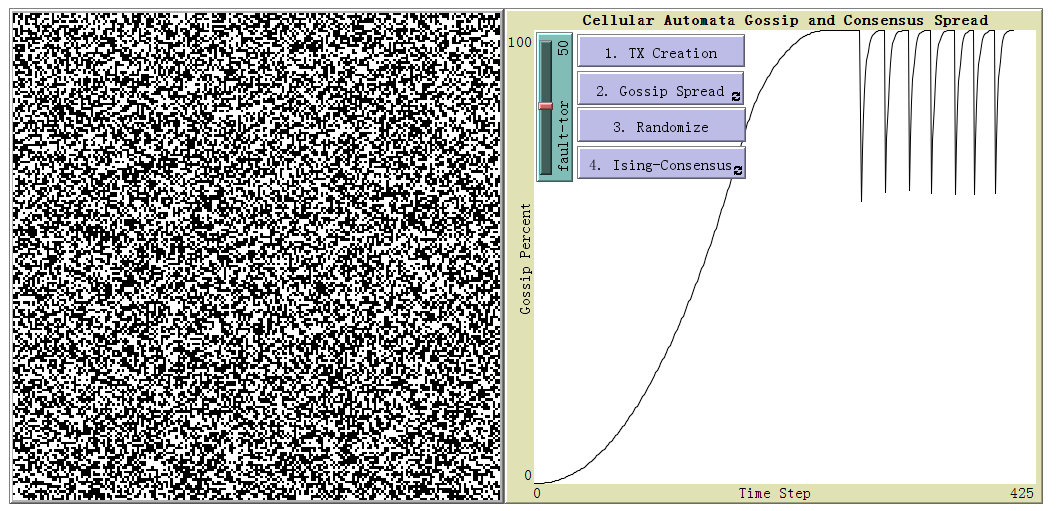 Cellular Automata Gossip and Consensus Spread
100
50
fault-tor
1. TX Creation
2. Gossip Spread
3. Randomize
4. Ising-Consensus
Gossip Percent
0
0
Time Step
425